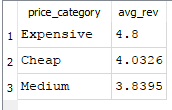 price_category avg_rev
1 Expensive 4.8
2 Cheap 4.0326
3 Medium 3.8395